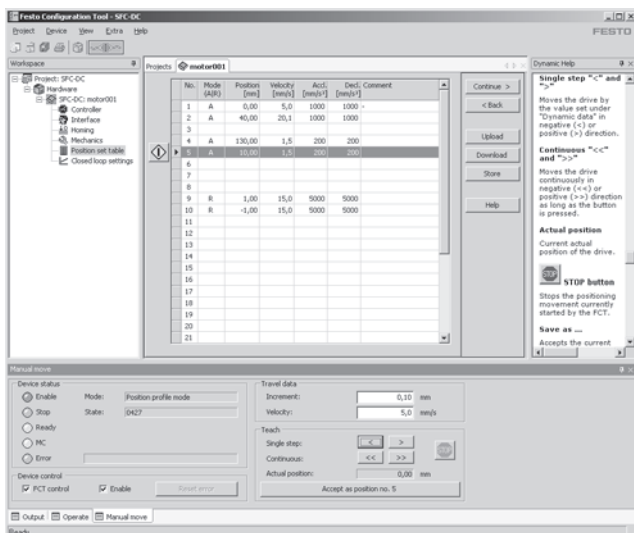 Festo Configuration Tool - SFC-DC
Project Device View Extra Help
FESTO
Workspace
Project: SFC-DC
Hardware
SFC-DC: motor001
Controller
Interface
Homing
Mechanics
Position set table
Closed loop settings
Projects motor001
No. Mode (A|R) Position [mm] Velocity [mm/s] Accl. [mm/s²] Decl. [mm/s²] Comment
1 A 0,00 5,0 1000 1000 -
2 A 40,00 20,1 1000 1000
3
4 A 130,00 1,5 200 200
5 A 10,00 1,5 200 200
6
7
8
9 R 1,00 15,0 5000 5000
10 R -1,00 15,0 5000 5000
11
12
13
14
15
16
17
18
19
20
21
Continue >
< Back
Upload
Download
Store
Help
Dynamic Help
Single step "<" and
">"
Moves the drive by
the value set under
"Dynamic data" in
negative (<) or
positive (>) direction.
Continuous "<<"
and ">>"
Moves the drive
continuously in
negative (<<) or
positive (>>) direction
as long as the button
is pressed.
Actual position
Current actual
position of the drive.
STOP STOP button
Stops the positioning
movement currently
started by the FCT.
Save as ...
Accepts the current
Manual move
Device status
Enable Mode: Position profile mode
Stop State: 0427
Ready
MC
Error
Device control
FCT control Enable Reset error
Travel data
Increment: 0,10 mm
Velocity: 5,0 mm/s
Teach
Single step: < >
Continuous: << >> STOP
Actual position: 0,00 mm
Accept as position no. 5
Output Operate Manual move
Ready